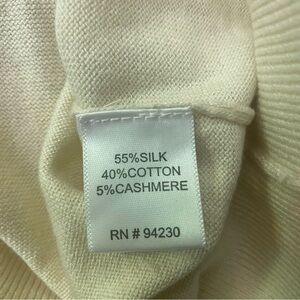 55%SILK
40%COTTON
5%CASHMERE
RN # 94230